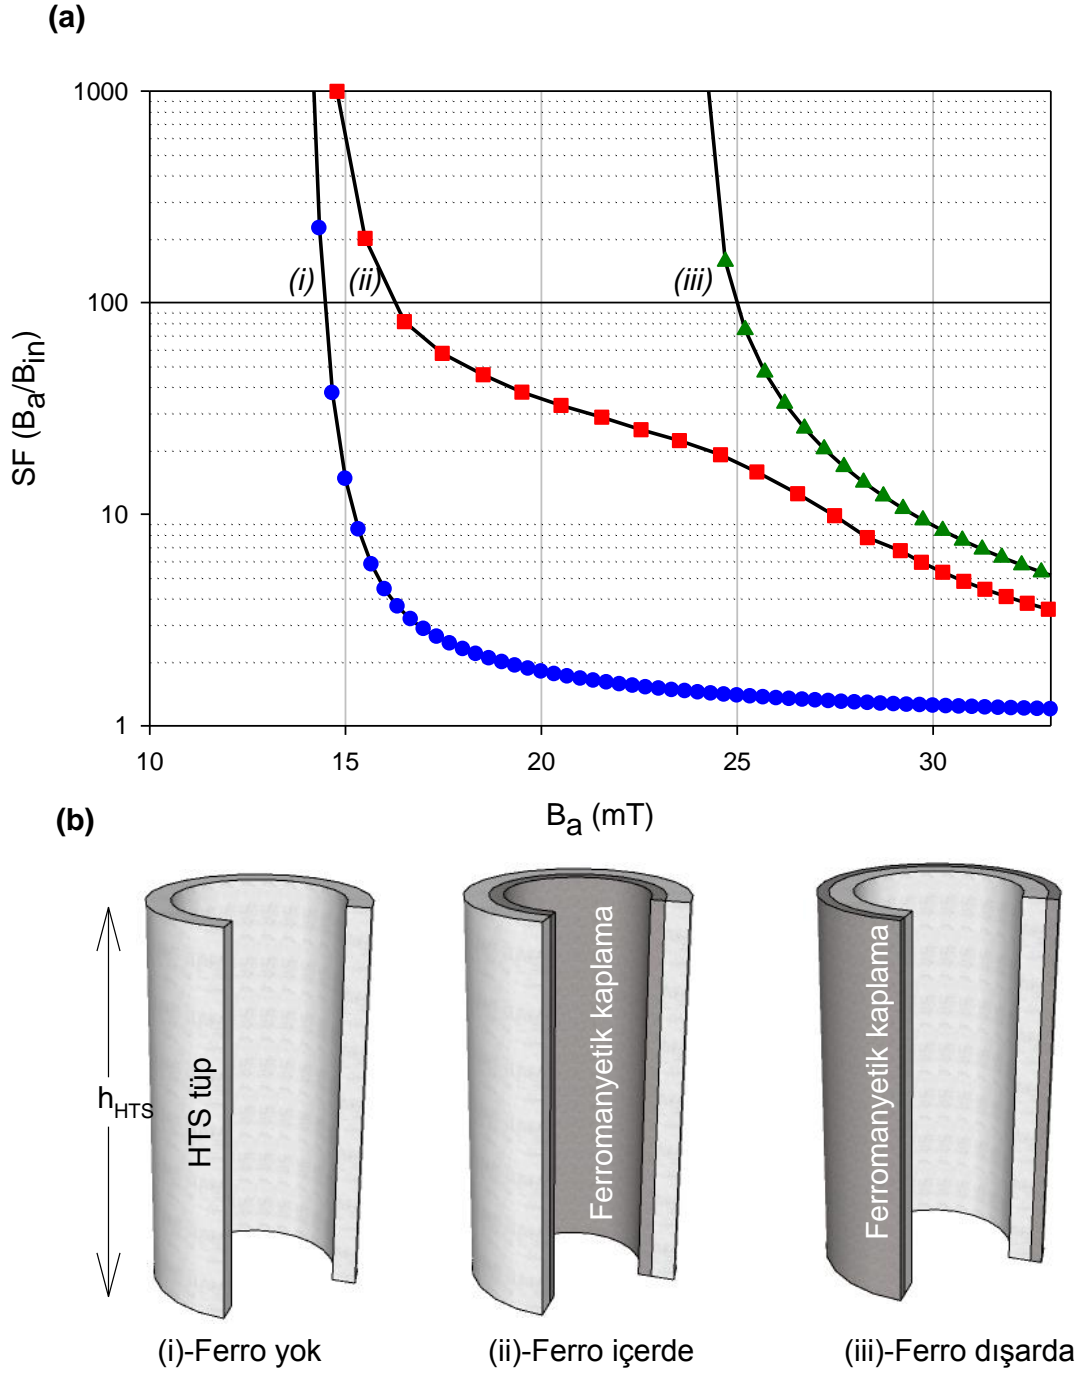 (a)
1000
100
10
1
SF (Ba/Bin)
(i)
(ii)
(iii)
10
15
20
25
30
Ba (mT)
(b)
hHTS
HTS tüp
Ferromanyetik kaplama
Ferromanyetik kaplama
(i)-Ferro yok
(ii)-Ferro içerde
(iii)-Ferro dışarda